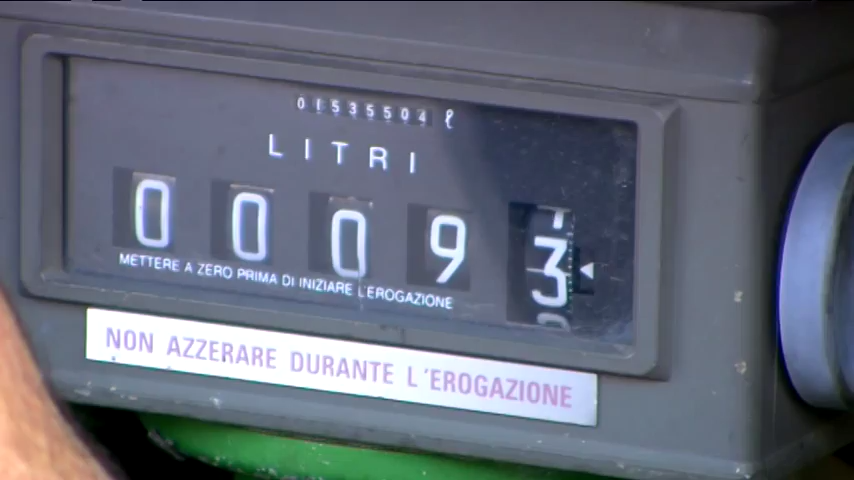 01535504 ℓ
LITRI
0 0 0 9 3
METTERE A ZERO PRIMA DI INIZIARE L'EROGAZIONE
NON AZZERARE DURANTE L'EROGAZIONE